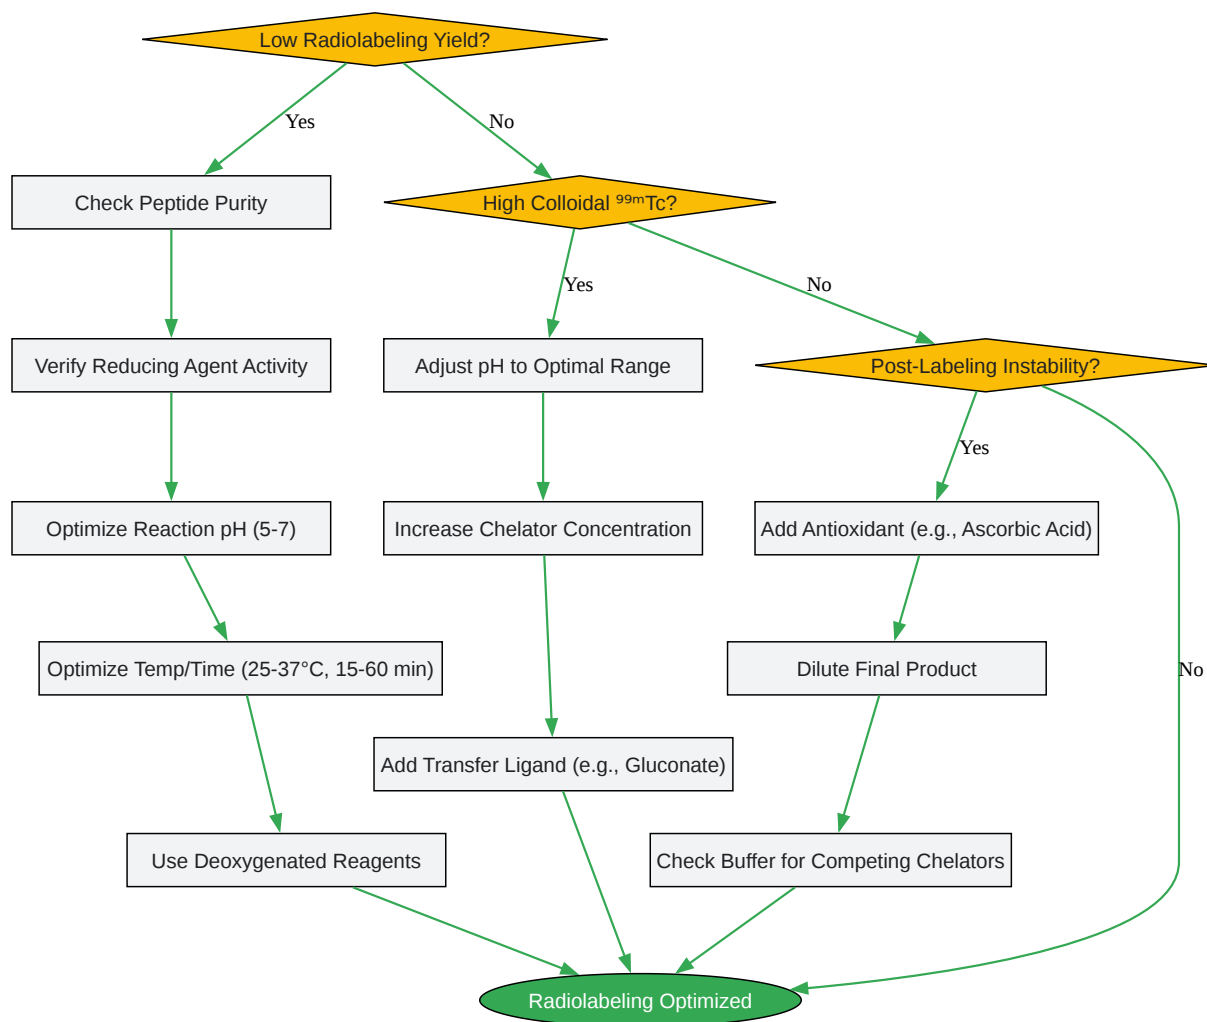 Low Radiolabeling Yield?
Yes
No
Check Peptide Purity
High Colloidal ⁹⁹ᵐTc?
Yes
No
Verify Reducing Agent Activity
Adjust pH to Optimal Range
Post-Labeling Instability?
Yes
Optimize Reaction pH (5-7)
Increase Chelator Concentration
Add Antioxidant (e.g., Ascorbic Acid)
Optimize Temp/Time (25-37°C, 15-60 min)
Dilute Final Product
No
Add Transfer Ligand (e.g., Gluconate)
Use Deoxygenated Reagents
Check Buffer for Competing Chelators
Radiolabeling Optimized